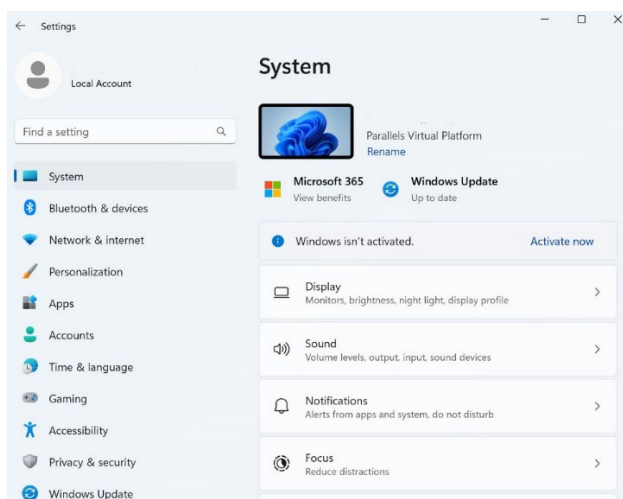 Settings
Local Account
Find a setting
System
Bluetooth & devices
Network & internet
Personalization
Apps
Accounts
Time & language
Gaming
Accessibility
Privacy & security
Windows Update
System
Parallels Virtual Platform
Rename
Microsoft 365
View benefits
Windows Update
Up to date
Windows isn't activated.
Activate now
Display
Monitors, brightness, night light, display profile
Sound
Volume levels, output, input, sound devices
Notifications
Alerts from apps and system, do not disturb
Focus
Reduce distractions